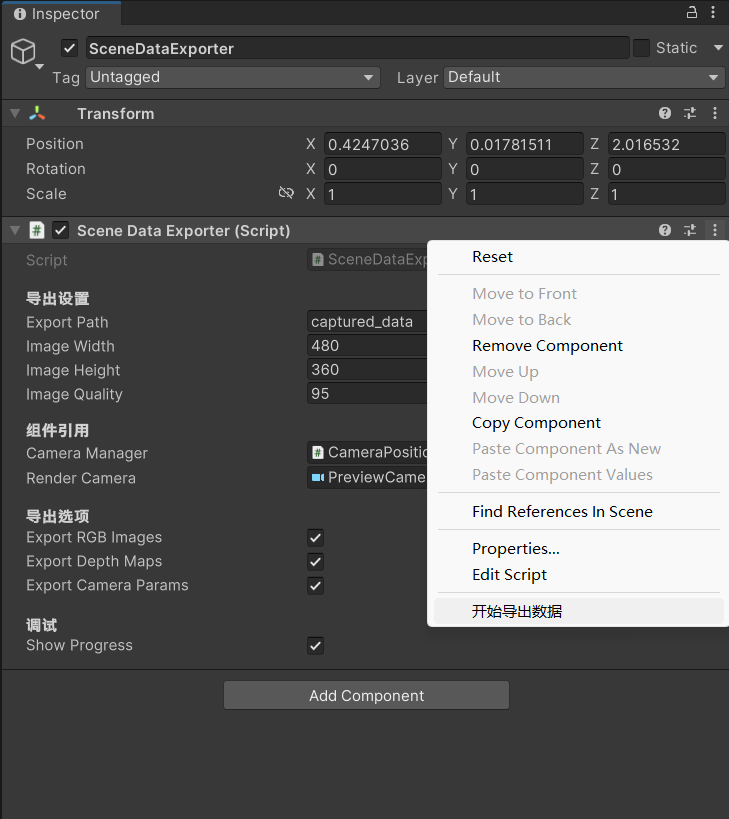 Inspector
SceneDataExporter
Static
Tag Untagged Layer Default
Transform
Position X 0.4247036 Y 0.01781511 Z 2.016532
Rotation X 0 Y 0 Z 0
Scale X 1 Y 1 Z 1
# Scene Data Exporter (Script)
Script # SceneDataExp
导出设置
Export Path captured_data
Image Width 480
Image Height 360
Image Quality 95
组件引用
Camera Manager # CameraPositio
Render Camera PreviewCame
导出选项
Export RGB Images
Export Depth Maps
Export Camera Params
调试
Show Progress
Add Component
Reset
Move to Front
Move to Back
Remove Component
Move Up
Move Down
Copy Component
Paste Component As New
Paste Component Values
Find References In Scene
Properties...
Edit Script
开始导出数据